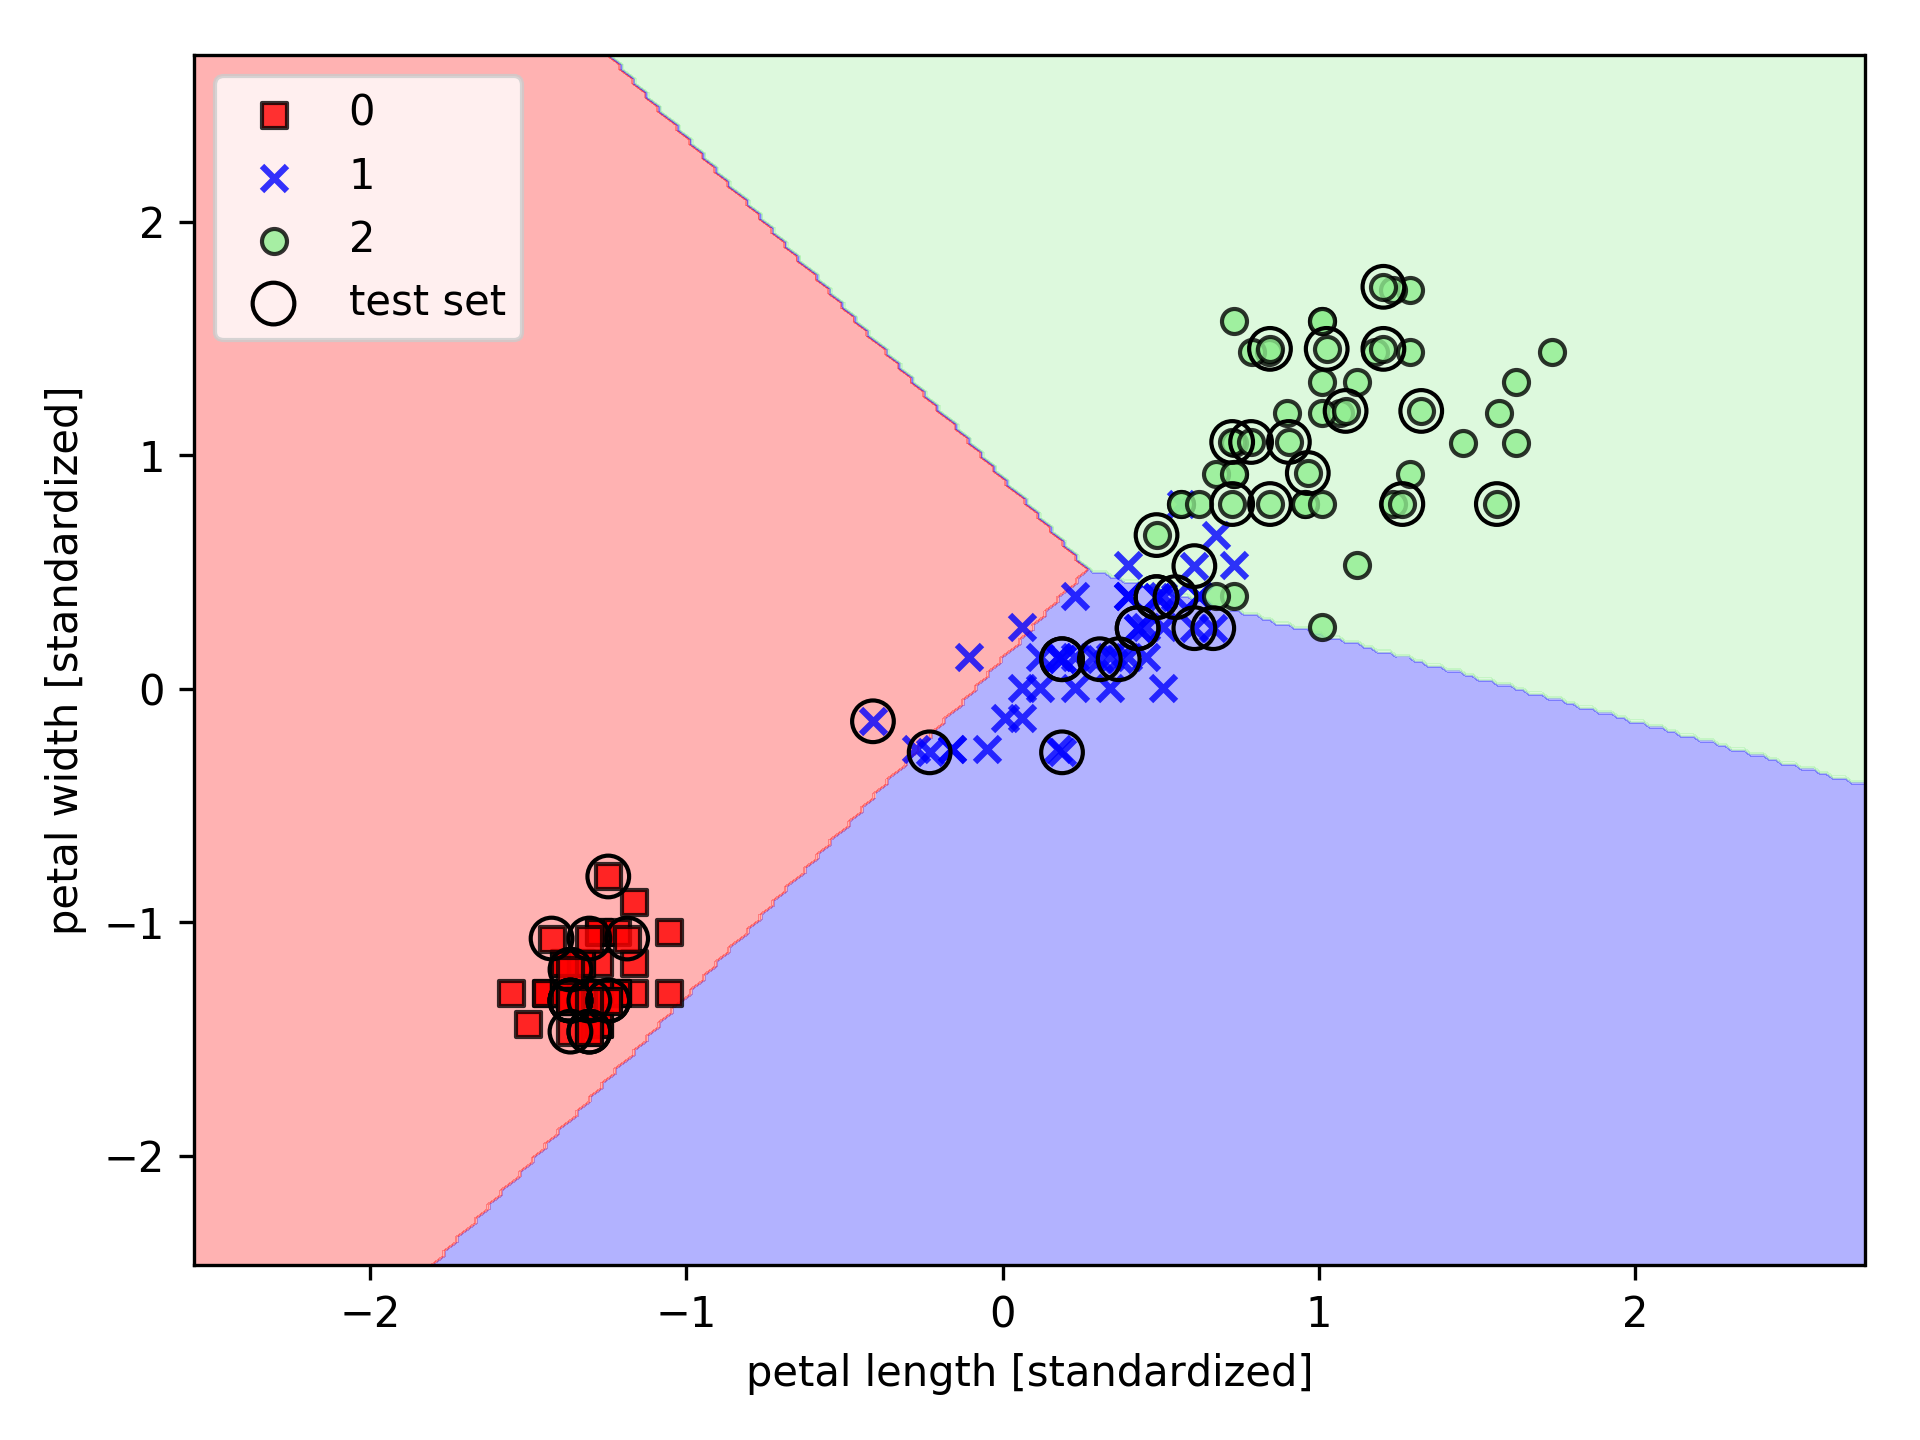 0
1
2
test set
2
1
0
−1
−2
petal width [standardized]
−2 −1 0 1 2
petal length [standardized]